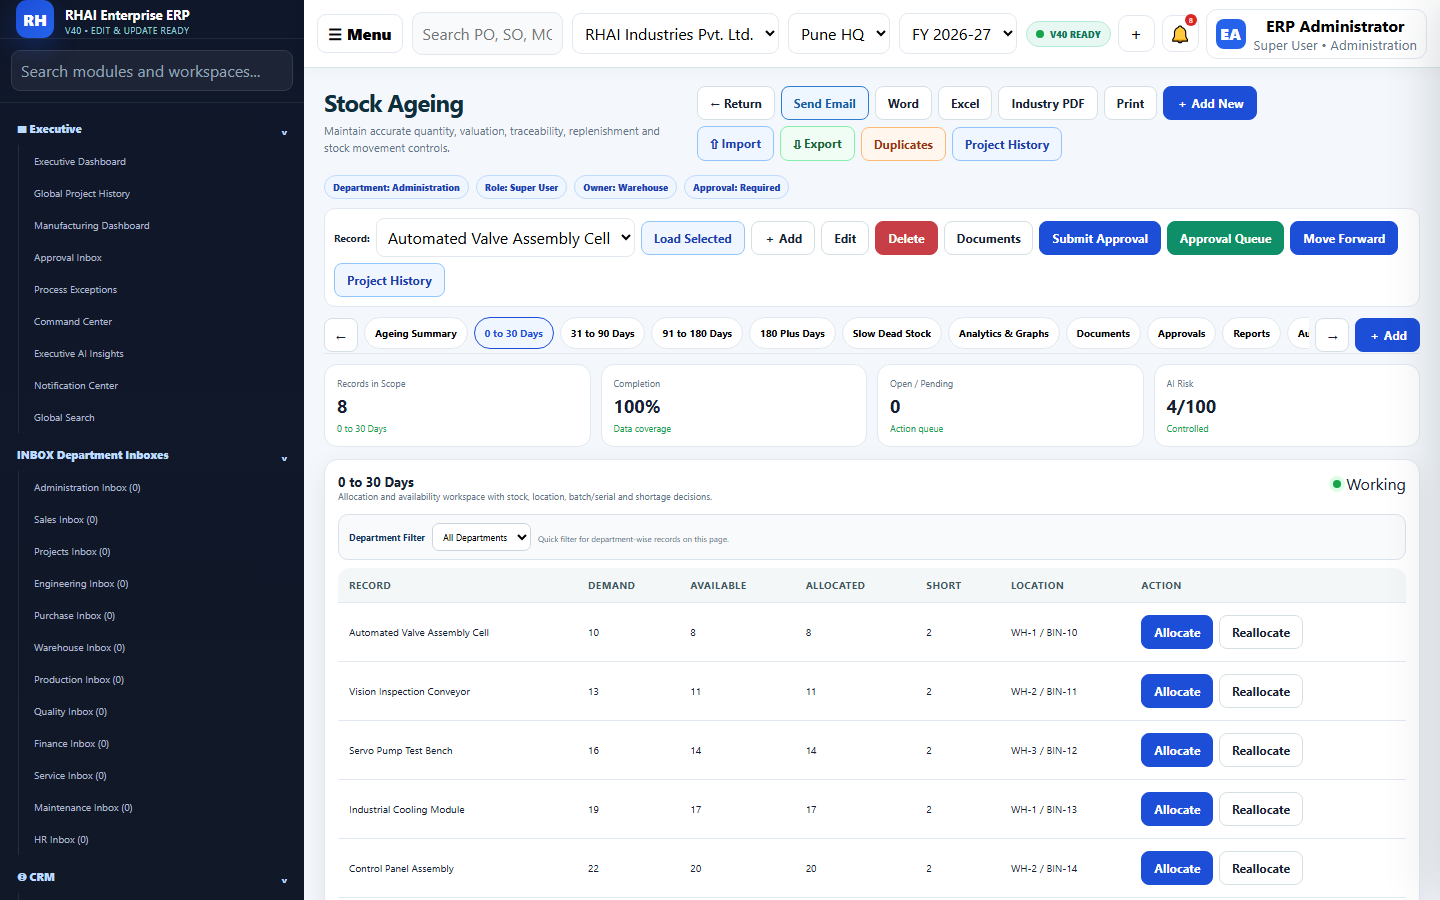 RH
RHAI Enterprise ERP
V40 • EDIT & UPDATE READY
Search modules and workspaces...
Executive
Executive Dashboard
Global Project History
Manufacturing Dashboard
Approval Inbox
Process Exceptions
Command Center
Executive AI Insights
Notification Center
Global Search
INBOX Department Inboxes
Administration Inbox (0)
Sales Inbox (0)
Projects Inbox (0)
Engineering Inbox (0)
Purchase Inbox (0)
Warehouse Inbox (0)
Production Inbox (0)
Quality Inbox (0)
Finance Inbox (0)
Service Inbox (0)
Maintenance Inbox (0)
HR Inbox (0)
CRM
☰ Menu
Search PO, SO, MO
RHAI Industries Pvt. Ltd.
Pune HQ
FY 2026-27
V40 READY
+
8
EA
ERP Administrator
Super User • Administration
Stock Ageing
Maintain accurate quantity, valuation, traceability, replenishment and
stock movement controls.
← Return
Send Email
Word
Excel
Industry PDF
Print
+ Add New
⇧ Import
⇩ Export
Duplicates
Project History
Department: Administration
Role: Super User
Owner: Warehouse
Approval: Required
Record:
Automated Valve Assembly Cell
Load Selected
+ Add
Edit
Delete
Documents
Submit Approval
Approval Queue
Move Forward
Project History
←
Ageing Summary
0 to 30 Days
31 to 90 Days
91 to 180 Days
180 Plus Days
Slow Dead Stock
Analytics & Graphs
Documents
Approvals
Reports
Au
→
+ Add
Records in Scope
8
0 to 30 Days
Completion
100%
Data coverage
Open / Pending
0
Action queue
AI Risk
4/100
Controlled
0 to 30 Days
Allocation and availability workspace with stock, location, batch/serial and shortage decisions.
Working
Department Filter
All Departments
Quick filter for department-wise records on this page.
RECORD DEMAND AVAILABLE ALLOCATED SHORT LOCATION ACTION
Automated Valve Assembly Cell 10 8 8 2 WH-1 / BIN-10 Allocate Reallocate
Vision Inspection Conveyor 13 11 11 2 WH-2 / BIN-11 Allocate Reallocate
Servo Pump Test Bench 16 14 14 2 WH-3 / BIN-12 Allocate Reallocate
Industrial Cooling Module 19 17 17 2 WH-1 / BIN-13 Allocate Reallocate
Control Panel Assembly 22 20 20 2 WH-2 / BIN-14 Allocate Reallocate